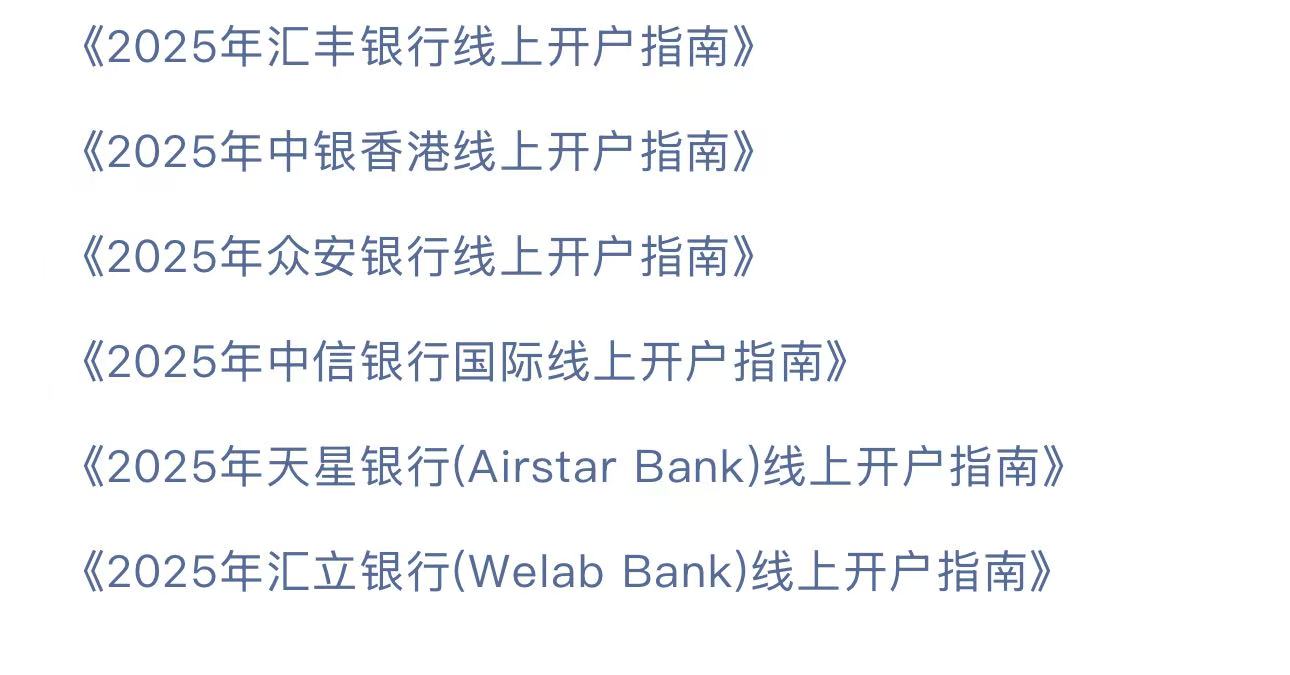 《2025年汇丰银行线上开户指南》
《2025年中银香港线上开户指南》
《2025年众安银行线上开户指南》
《2025年中信银行国际线上开户指南》
《2025年天星银行(Airstar Bank)线上开户指南》
《2025年汇立银行(Welab Bank)线上开户指南》